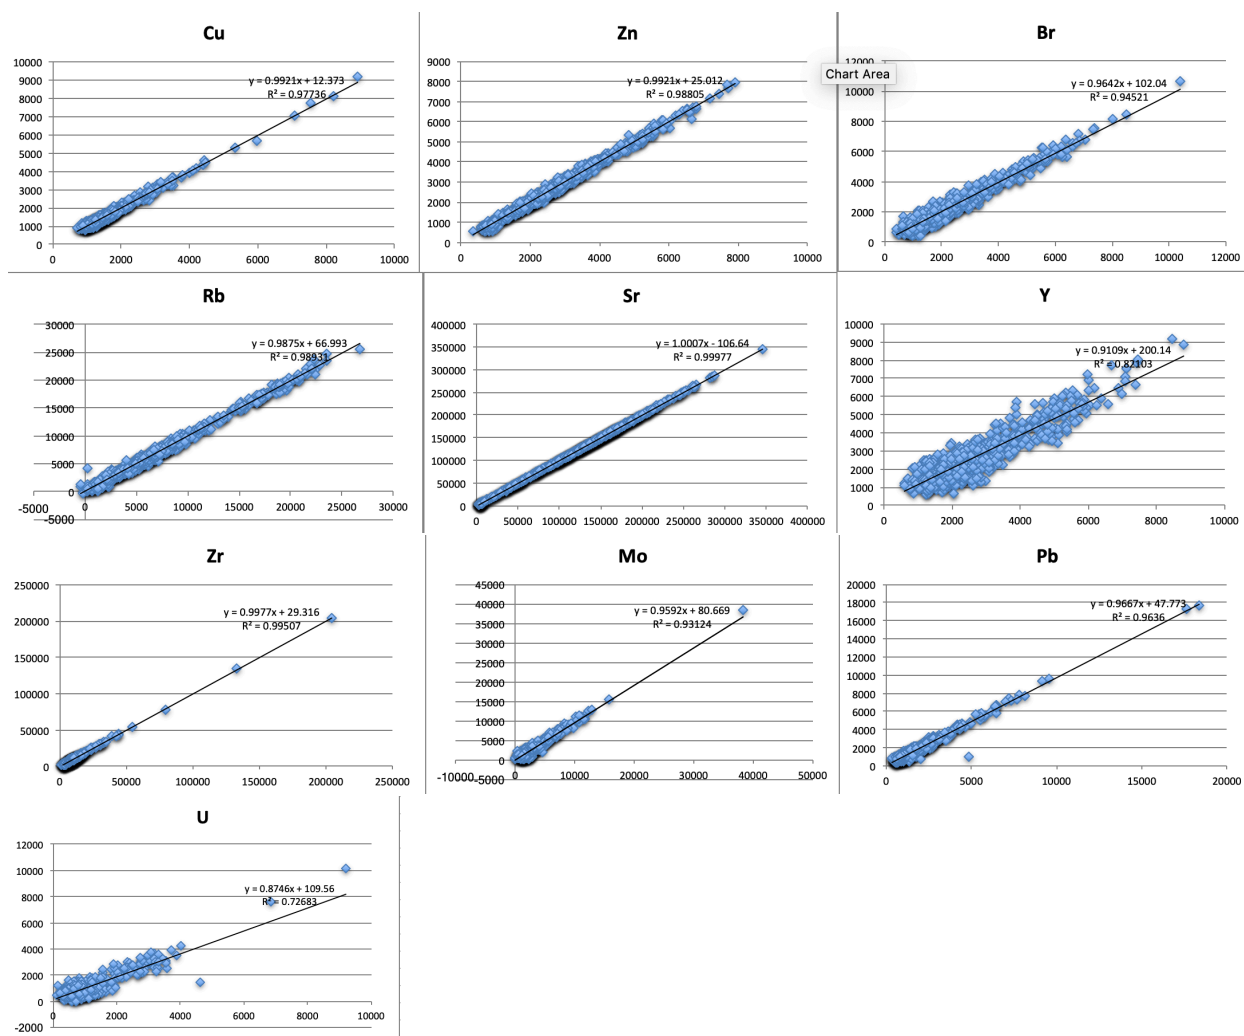 Cu
10000
9000
8000
7000
6000
5000
4000
3000
2000
1000
0
y = 0.9921x + 12.373
R² = 0.97736
0 2000 4000 6000 8000 10000
Zn
9000
8000
7000
6000
5000
4000
3000
2000
1000
0
y = 0.9921x + 25.012
R² = 0.98805
0 2000 4000 6000 8000 10000
Br
12000
Chart Area
10000
8000
6000
4000
2000
0
y = 0.9642x + 102.04
R² = 0.94521
0 2000 4000 6000 8000 10000 12000
Rb
30000
25000
20000
15000
10000
5000
0
-5000
y = 0.9875x + 66.993
R² = 0.98931
-5000 0 5000 10000 15000 20000 25000 30000
Sr
400000
350000
300000
250000
200000
150000
100000
50000
0
y = 1.0007x - 106.64
R² = 0.99977
0 50000 100000 150000 200000 250000 300000 350000 400000
Y
10000
9000
8000
7000
6000
5000
4000
3000
2000
1000
0
y = 0.9109x + 200.14
R² = 0.82103
0 2000 4000 6000 8000 10000
Zr
250000
200000
150000
100000
50000
0
y = 0.9977x + 29.316
R² = 0.99507
0 50000 100000 150000 200000 250000
Mo
45000
40000
35000
30000
25000
20000
15000
10000
5000
0
-5000
y = 0.9592x + 80.669
R² = 0.93124
-10000 0 10000 20000 30000 40000 50000
Pb
20000
18000
16000
14000
12000
10000
8000
6000
4000
2000
0
y = 0.9667x + 47.773
R² = 0.9636
0 5000 10000 15000 20000
U
12000
10000
8000
6000
4000
2000
0
-2000
y = 0.8746x + 109.56
R² = 0.72683
0 2000 4000 6000 8000 10000